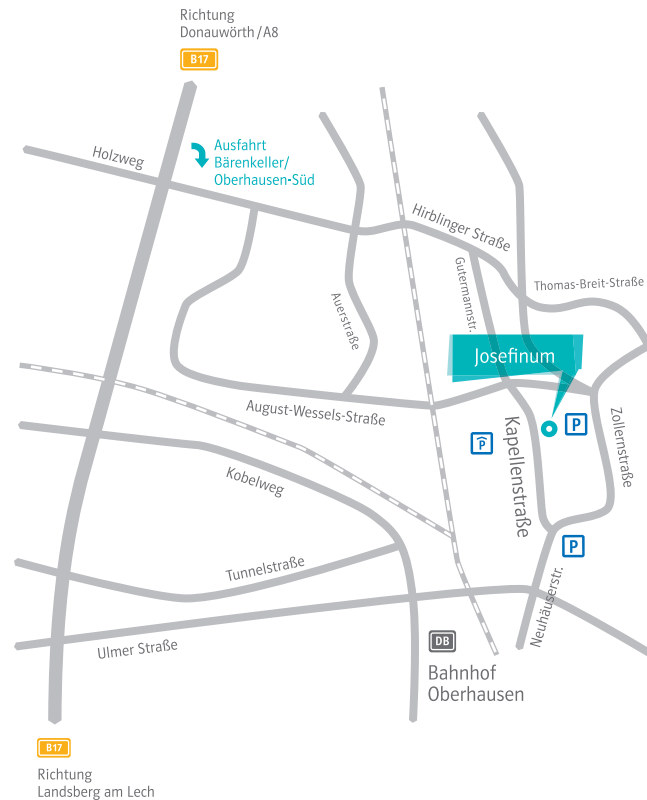 Richtung
Donauwörth/A8
B17
Ausfahrt
Bärenkeller/
Oberhausen-Süd
Holzweg
Hirblinger Straße
Gutermannstr.
Thomas-Breit-Straße
Auerstraße
Josefinum
August-Wessels-Straße
Kapellenstraße
P
P
Zollernstraße
Kobelweg
P
Tunnelstraße
Neuhäuserstr.
Ulmer Straße
DB
Bahnhof
Oberhausen
B17
Richtung
Landsberg am Lech